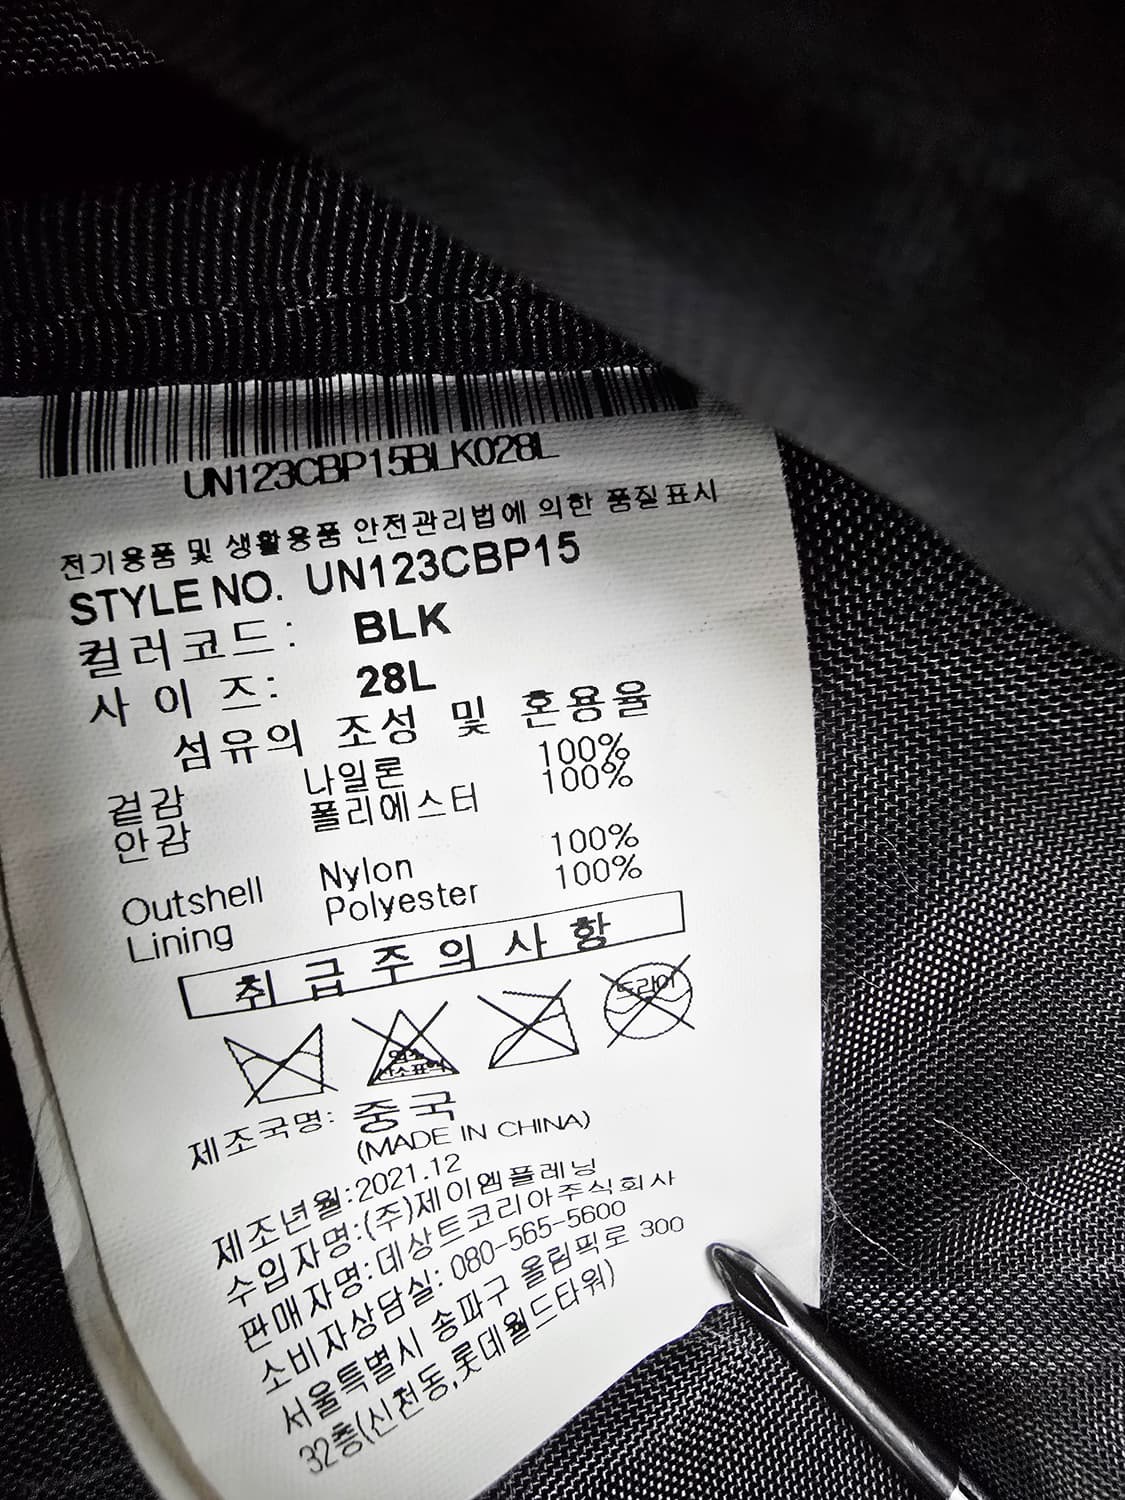 UN123CBP15BLK028L
전기용품 및 생활용품 안전관리법에 의한 품질표시
STYLE NO. UN123CBP15
컬러코드: BLK
사 이 즈: 28L
섬유의 조성 및 혼용율
겉감 나일론 100%
안감 폴리에스터 100%
Outshell Nylon 100%
Lining Polyester 100%
취급주의사항
드라이
제조국명: 중국
(MADE IN CHINA)
제조년월:2021.12
수입자명:(주)제이엠플레닝
판매자명:데상트코리아주식회사
소비자상담실: 080-565-5600
서울특별시 송파구 올림픽로 300
32층(신천동,롯데월드타워)